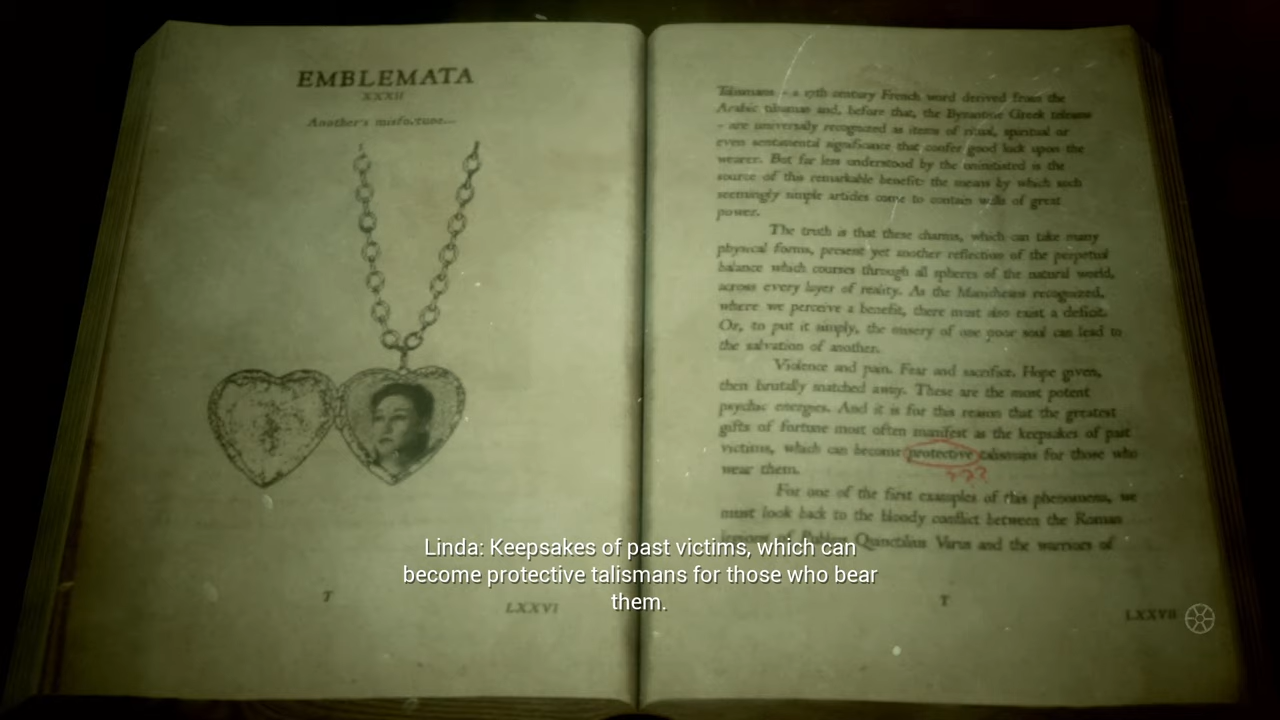 EMBLEMATA
XXXII
Another's misfortune...
T
LXXVI
Talismans - a 17th century French word derived from the
Arabic tilsman and, before that, the Byzantine Greek telesma
- are universally recognized as items of ritual, spiritual or
even sentimental significance that confer good luck upon the
wearer. But far less understood by the uninitiated is the
source of this remarkable benefit: the means by which such
seemingly simple articles come to contain wells of great
power.
The truth is that these charms, which can take many
physical forms, present yet another reflection of the perpetual
balance which courses through all spheres of the natural world,
across every layer of reality. As the Manicheans recognized,
where we perceive a benefit, there must also exist a deficit.
Or, to put it simply, the misery of one poor soul can lead to
the salvation of another.
Violence and pain. Fear and sacrifice. Hope given,
then brutally snatched away. These are the most potent
psychic energies. And it is for this reason that the greatest
gifts of fortune most often manifest as the keepsakes of past
victims, which can become protective talismans for those who
wear them.
???
For one of the first examples of this phenomena, we
must look back to the bloody conflict between the Roman
legions of Publius Quinctilius Varus and the warriors of
T
LXXVII
Linda: Keepsakes of past victims, which can
become protective talismans for those who bear
them.